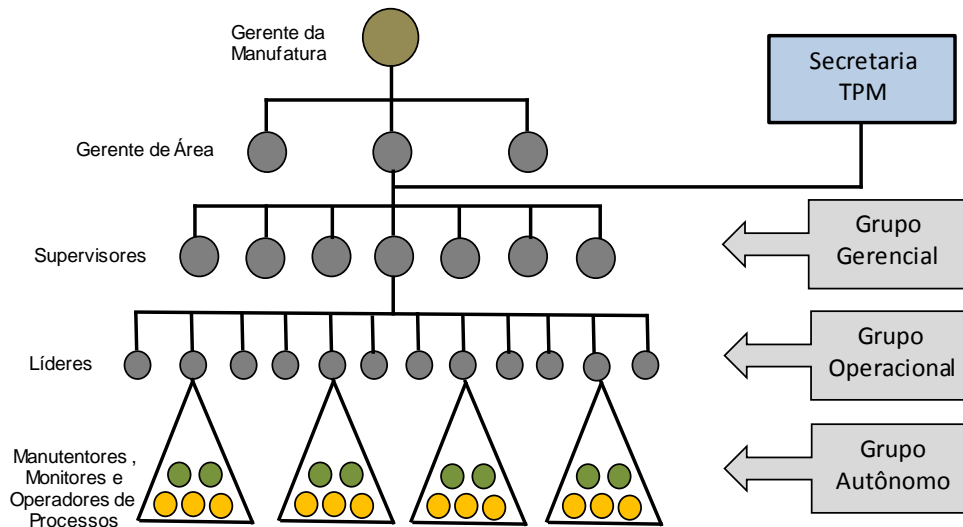 Gerente da
Manufatura
Secretaria
TPM
Gerente de Área
Grupo
Gerencial
Supervisores
Grupo
Operacional
Líderes
Grupo
Autônomo
Manutentores ,
Monitores e
Operadores de
Processos